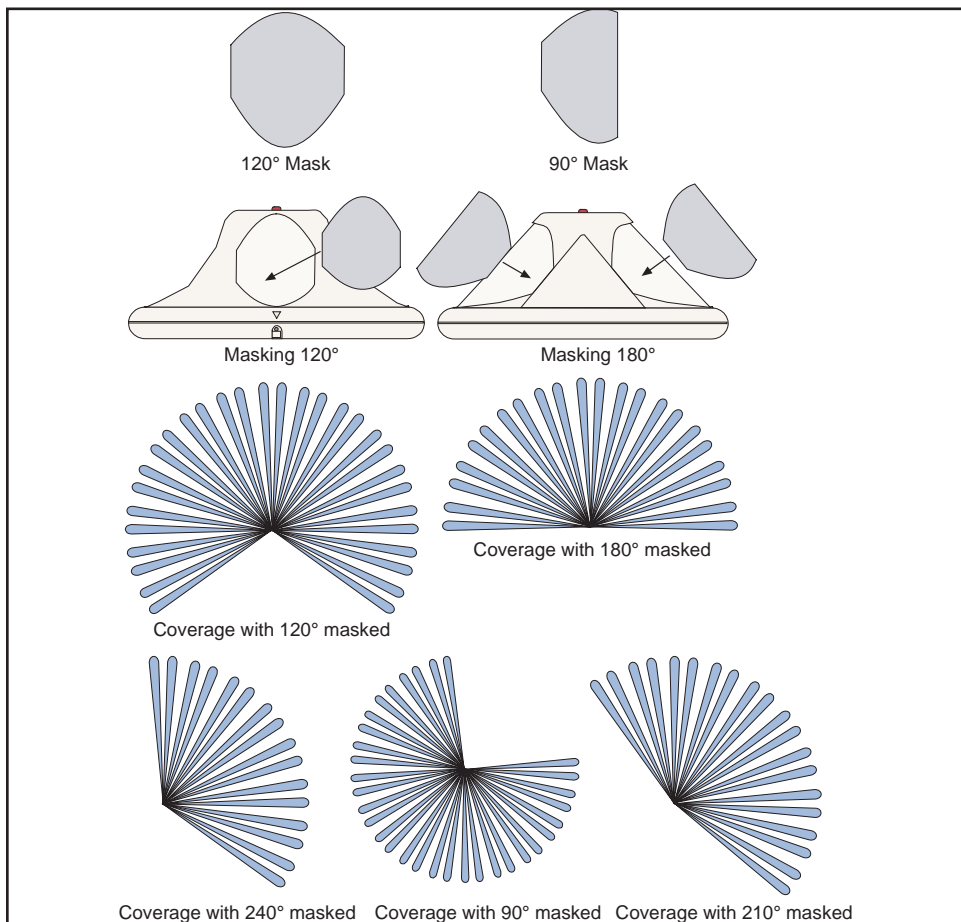 120° Mask
90° Mask
Masking 120°
Masking 180°
Coverage with 180° masked
Coverage with 120° masked
Coverage with 240° masked
Coverage with 90° masked
Coverage with 210° masked